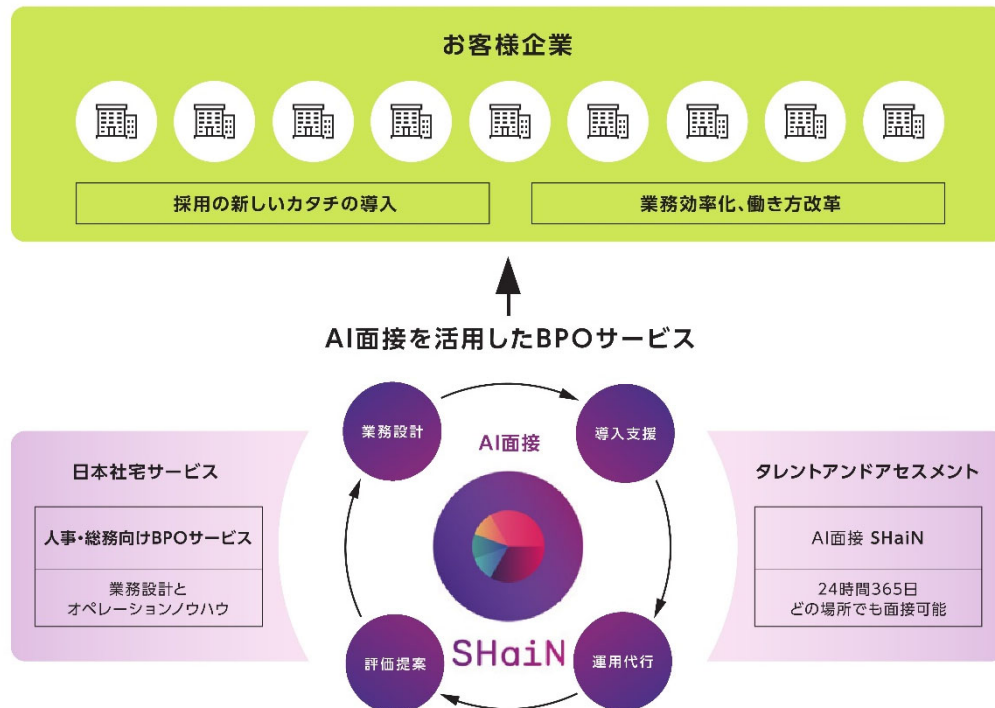 お客様企業
採用の新しいカタチの導入
業務効率化、働き方改革
AI面接を活用したBPOサービス
業務設計
導入支援
AI面接
日本社宅サービス
人事・総務向けBPOサービス
業務設計と
オペレーションノウハウ
タレントアンドアセスメント
AI面接 SHaiN
24時間365日
どの場所でも面接可能
評価提案
SHaiN
運用代行